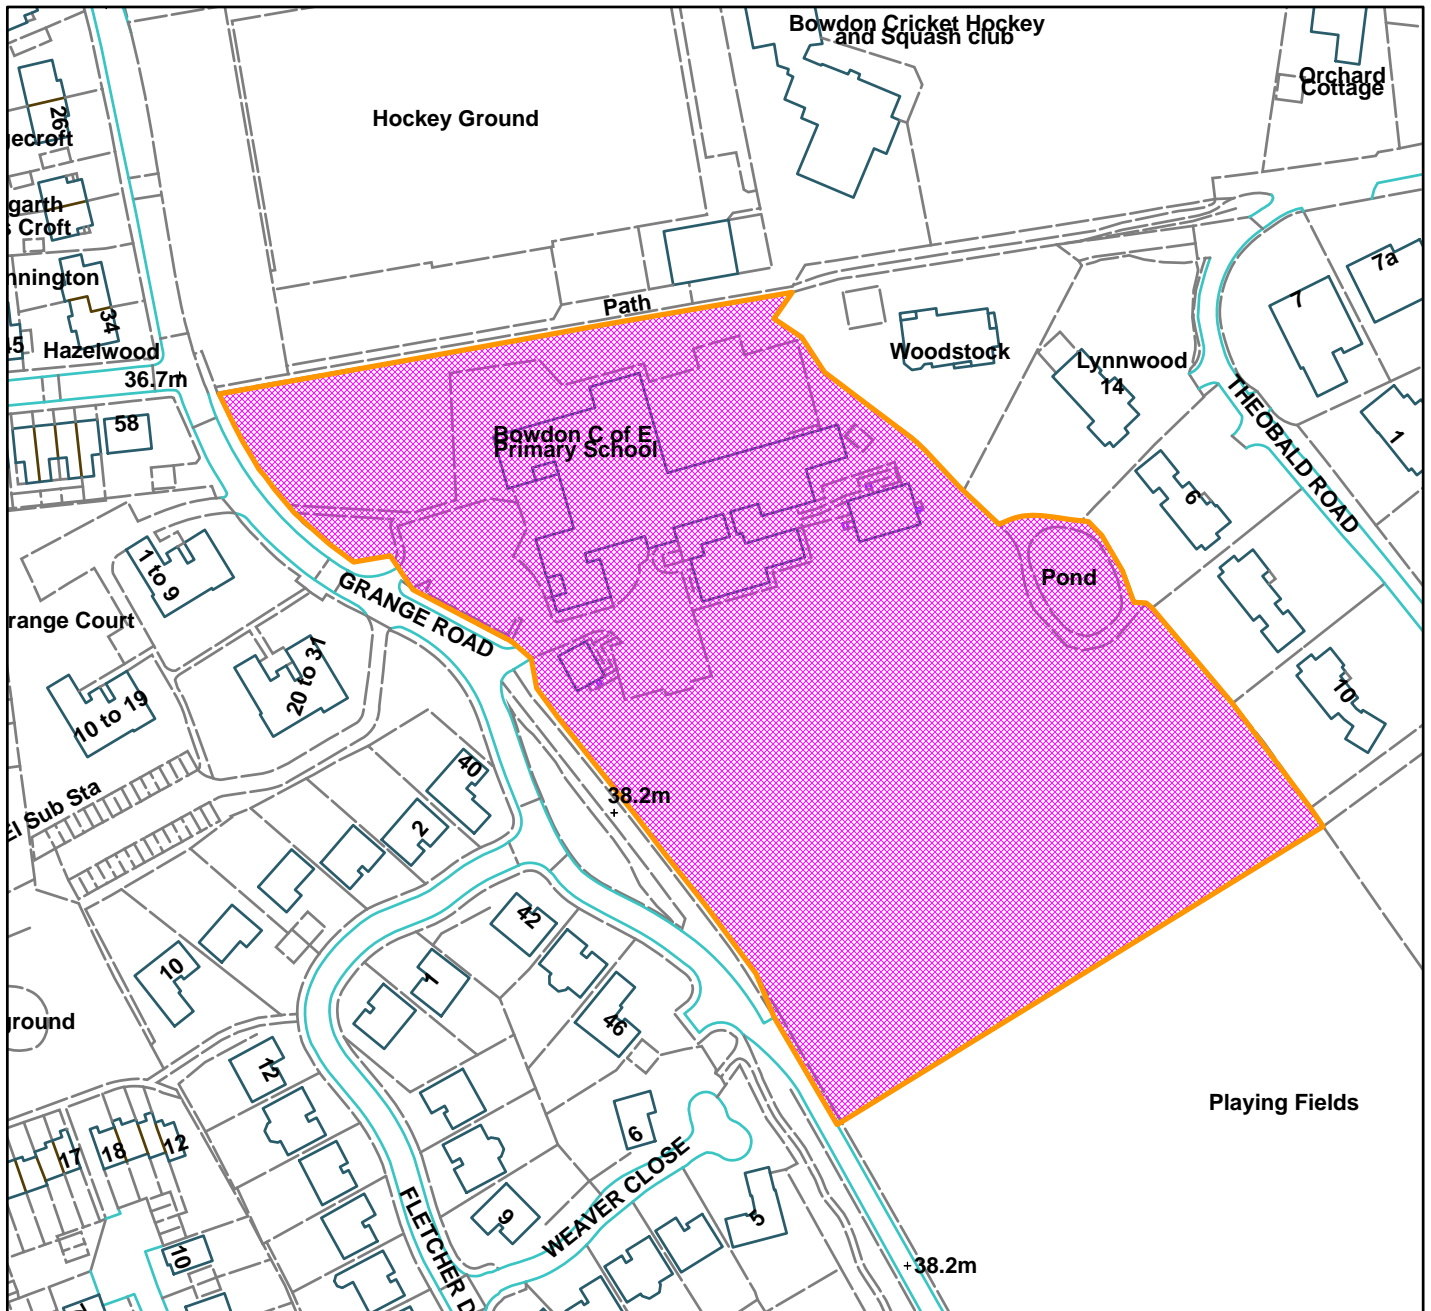 Bowdon Cricket Hockey
and Squash club
Orchard
Cottage
Hockey Ground
26
gecroft
garth
s Croft
nnington
34
45
Hazelwood
36.7m
58
Path
Woodstock
Lynnwood
14
7
7a
1
THEOBALD ROAD
Bowdon C of E
Primary School
6
Pond
10
1 to 9
GRANGE ROAD
range Court
20 to 31
10 to 19
El Sub Sta
40
2
38.2m
42
10
1
46
ground
12
Playing Fields
17
18
12
6
WEAVER CLOSE
9
5
FLETCHER D
10
38.2m